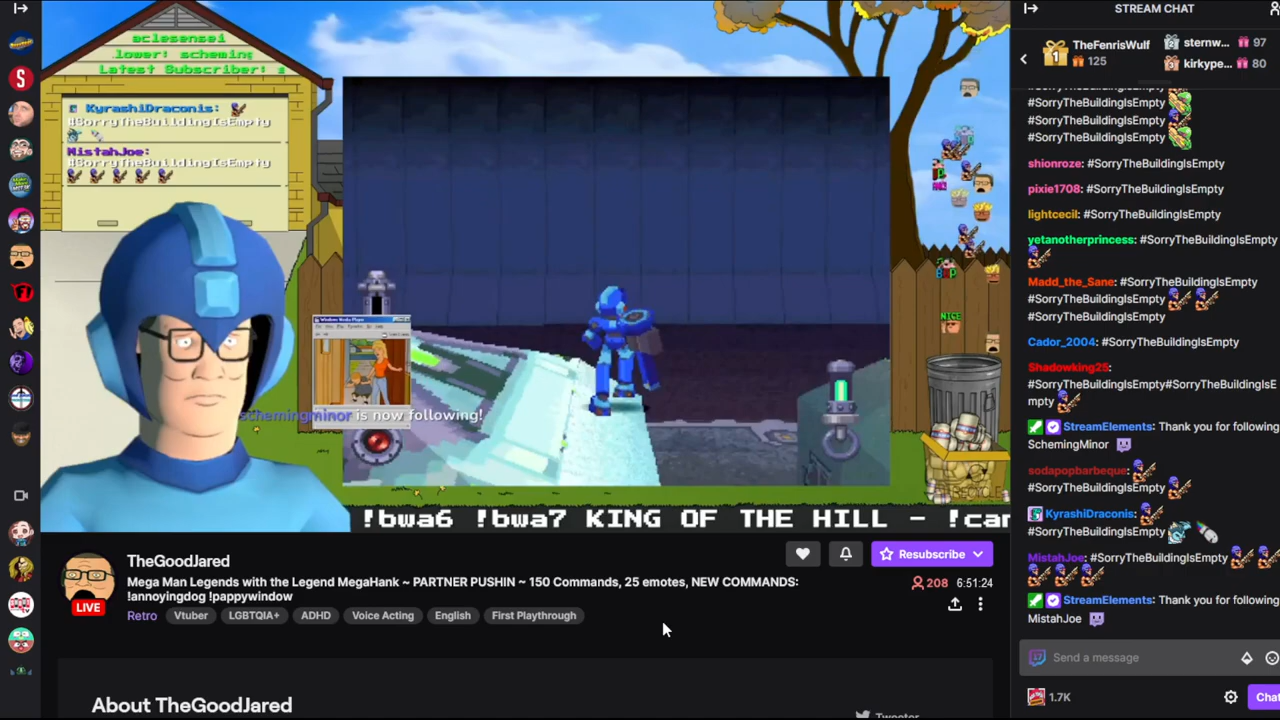 STREAM CHAT
TheFenrisWulf
125
sternw... 97
kirkype... 80
aclesensei
lower: scheming
Latest Subscriber:
KyrashiDraconis:
#SorryTheBuildingIsEmpty
MistahJoe:
#SorryTheBuildingIsEmpty
Windows Media Player
schemingminor is now following!
NICE
!bwa6 !bwa7 KING OF THE HILL - !car
TheGoodJared
Resubscribe
Mega Man Legends with the Legend MegaHank ~ PARTNER PUSHIN ~ 150 Commands, 25 emotes, NEW COMMANDS:
!annoyingdog !pappywindow
208 6:51:24
LIVE
Retro Vtuber LGBTQIA+ ADHD Voice Acting English First Playthrough
About TheGoodJared
Tweeter
#SorryTheBuildingIsEmpty
#SorryTheBuildingIsEmpty
#SorryTheBuildingIsEmpty
shionroze: #SorryTheBuildingIsEmpty
pixie1708: #SorryTheBuildingIsEmpty
lightcecil: #SorryTheBuildingIsEmpty
yetanotherprincess: #SorryTheBuildingIsEmpty
Madd_the_Sane: #SorryTheBuildingIsEmpty
#SorryTheBuildingIsEmpty
#SorryTheBuildingIsEmpty
Cador_2004: #SorryTheBuildingIsEmpty
Shadowking25:
#SorryTheBuildingIsEmpty#SorryTheBuildingIsE
mpty
StreamElements: Thank you for following
SchemingMinor
sodapopbarbeque:
#SorryTheBuildingIsEmpty
KyrashiDraconis:
#SorryTheBuildingIsEmpty
MistahJoe: #SorryTheBuildingIsEmpty
StreamElements: Thank you for following
MistahJoe
Send a message
1.7K
Chat